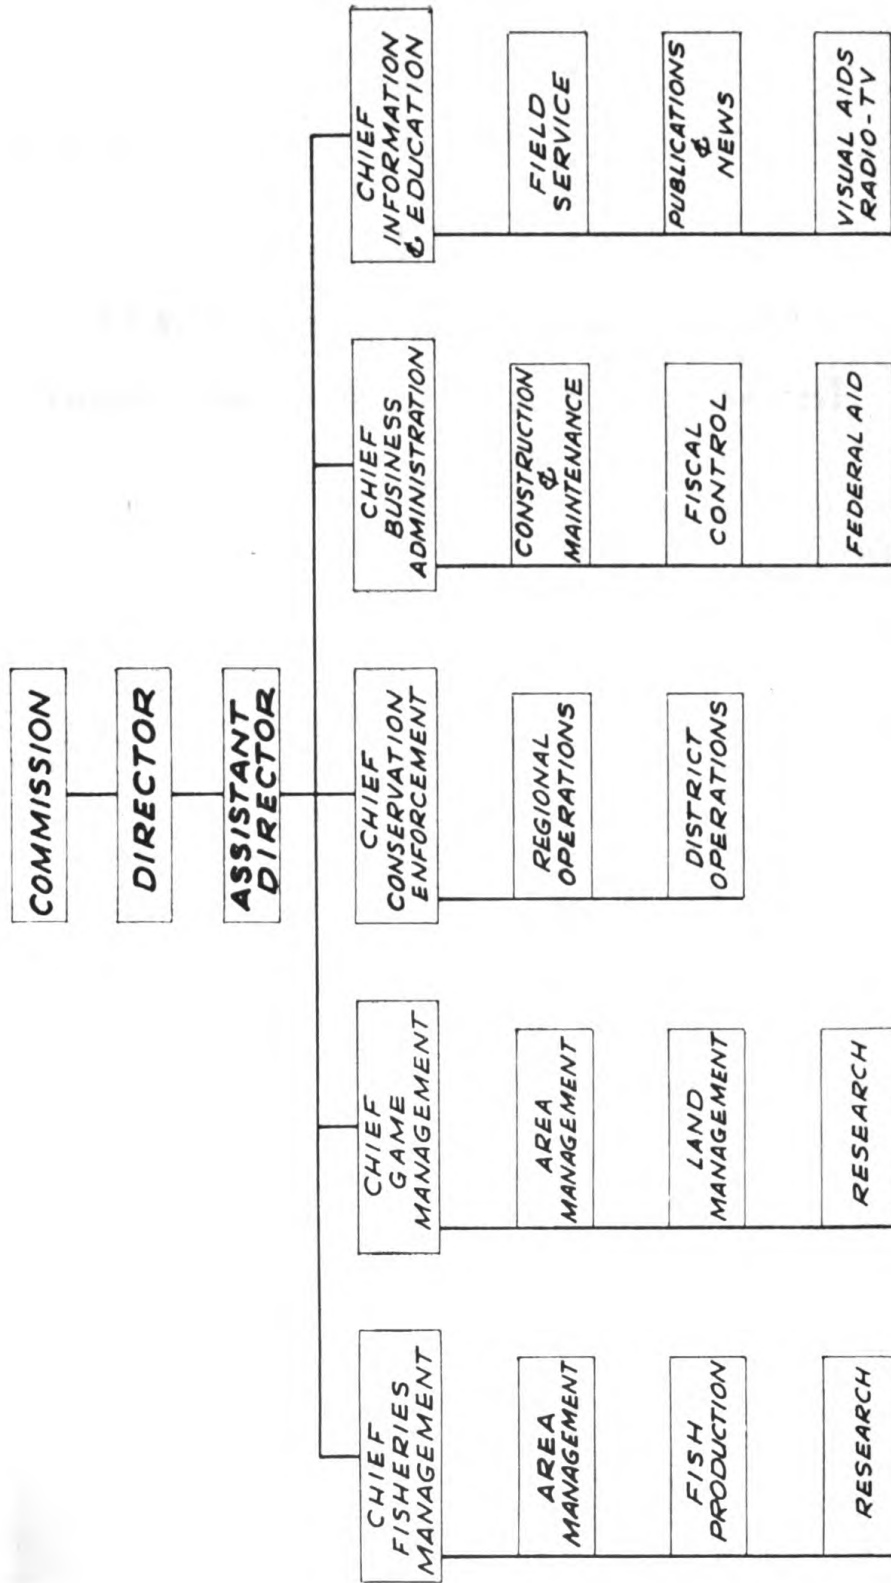 COMMISSION
DIRECTOR
ASSISTANT
DIRECTOR
CHIEF
FISHERIES
MANAGEMENT
AREA
MANAGEMENT
FISH
PRODUCTION
RESEARCH
CHIEF
GAME
MANAGEMENT
AREA
MANAGEMENT
LAND
MANAGEMENT
RESEARCH
CHIEF
CONSERVATION
ENFORCEMENT
REGIONAL
OPERATIONS
DISTRICT
OPERATIONS
CHIEF
BUSINESS
ADMINISTRATION
CONSTRUCTION
&
MAINTENANCE
FISCAL
CONTROL
FEDERAL AID
CHIEF
INFORMATION
& EDUCATION
FIELD
SERVICE
PUBLICATIONS
&
NEWS
VISUAL AIDS
RADIO-TV